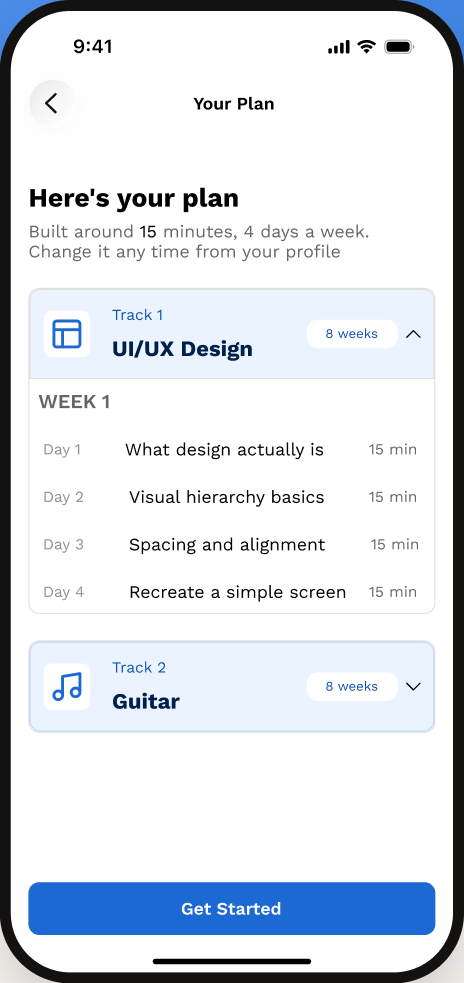 9:41
Your Plan
Here's your plan
Built around 15 minutes, 4 days a week.
Change it any time from your profile
Track 1
UI/UX Design
8 weeks
WEEK 1
Day 1 What design actually is 15 min
Day 2 Visual hierarchy basics 15 min
Day 3 Spacing and alignment 15 min
Day 4 Recreate a simple screen 15 min
Track 2
Guitar
8 weeks
Get Started